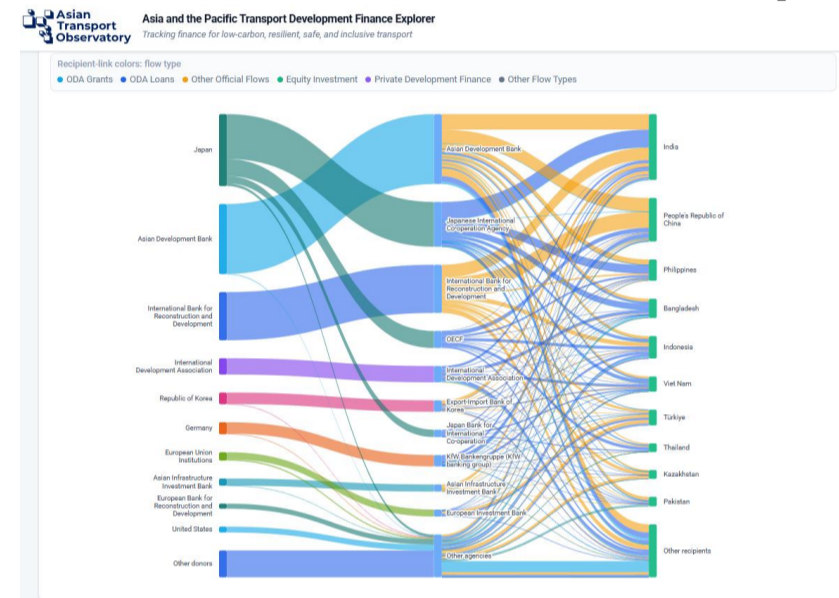 Asian
Transport
Observatory
Asia and the Pacific Transport Development Finance Explorer
Tracking finance for low-carbon, resilient, safe, and inclusive transport
Recipient-link colors: flow type
ODA Grants ODA Loans Other Official Flows Equity Investment Private Development Finance Other Flow Types
Japan
Asian Development Bank
International Bank for
Reconstruction and
Development
International
Development Association
Republic of Korea
Germany
European Union
Institutions
Asian Infrastructure
Investment Bank
European Bank for
Reconstruction and
Development
United States
Other donors
Asian Development Bank
Japanese International
Co-operation Agency
International Bank for
Reconstruction and
Development
OECF
International
Development Association
Export-Import Bank of
Korea
Japan Bank for
International
Co-operation
KfW Bankengruppe (KfW
banking group)
Asian Infrastructure
Investment Bank
European Investment Bank
Other agencies
India
People's Republic of
China
Philippines
Bangladesh
Indonesia
Viet Nam
Türkiye
Thailand
Kazakhstan
Pakistan
Other recipients